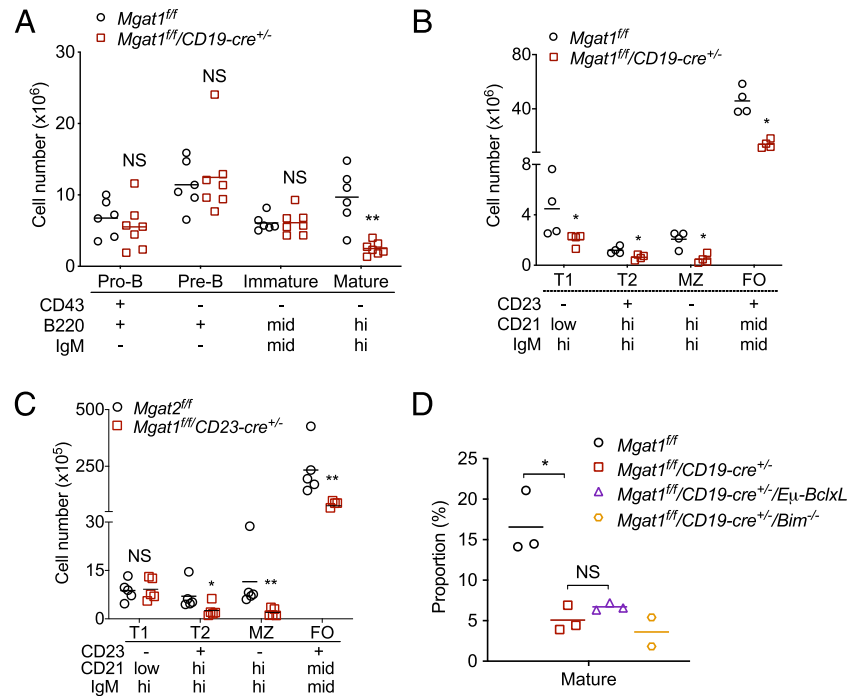 A
Mgat1f/f
Mgat1f/f/CD19-cre+/-
Cell number (x10⁶)
30
20
10
0
NS
NS
NS
**
Pro-B Pre-B Immature Mature
CD43 + - - -
B220 + + mid hi
IgM - - mid hi
B
Mgat1f/f
Mgat1f/f/CD19-cre+/-
Cell number (x10⁶)
80
40
8
4
0
*
*
*
*
T1 T2 MZ FO
CD23 - + - +
CD21 low hi hi mid
IgM hi hi hi mid
C
Mgat2f/f
Mgat1f/f/CD23-cre+/-
Cell number (x10⁵)
500
250
30
15
0
NS
*
**
**
T1 T2 MZ FO
CD23 - + - +
CD21 low hi hi mid
IgM hi hi hi mid
D
Mgat1f/f
Mgat1f/f/CD19-cre+/-
Mgat1f/f/CD19-cre+/-/Eμ-BclxL
Mgat1f/f/CD19-cre+/-/Bim-/-
Proportion (%)
25
20
15
10
5
0
*
NS
Mature